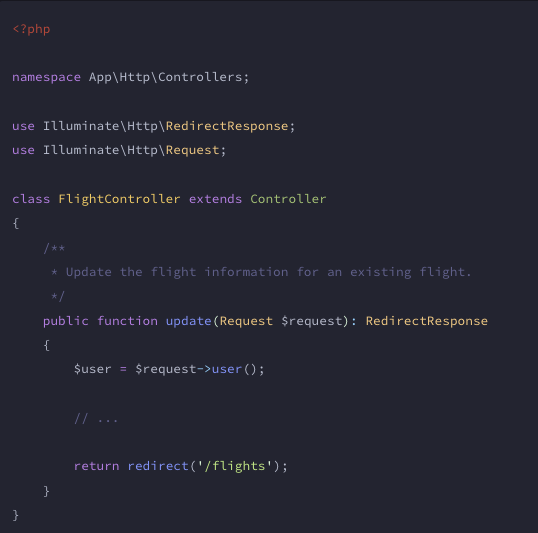 <?php
namespace App\Http\Controllers;
use Illuminate\Http\RedirectResponse;
use Illuminate\Http\Request;
class FlightController extends Controller
{
    /**
     * Update the flight information for an existing flight.
     */
    public function update(Request $request): RedirectResponse
    {
        $user = $request->user();
        // ...
        return redirect('/flights');
    }
}